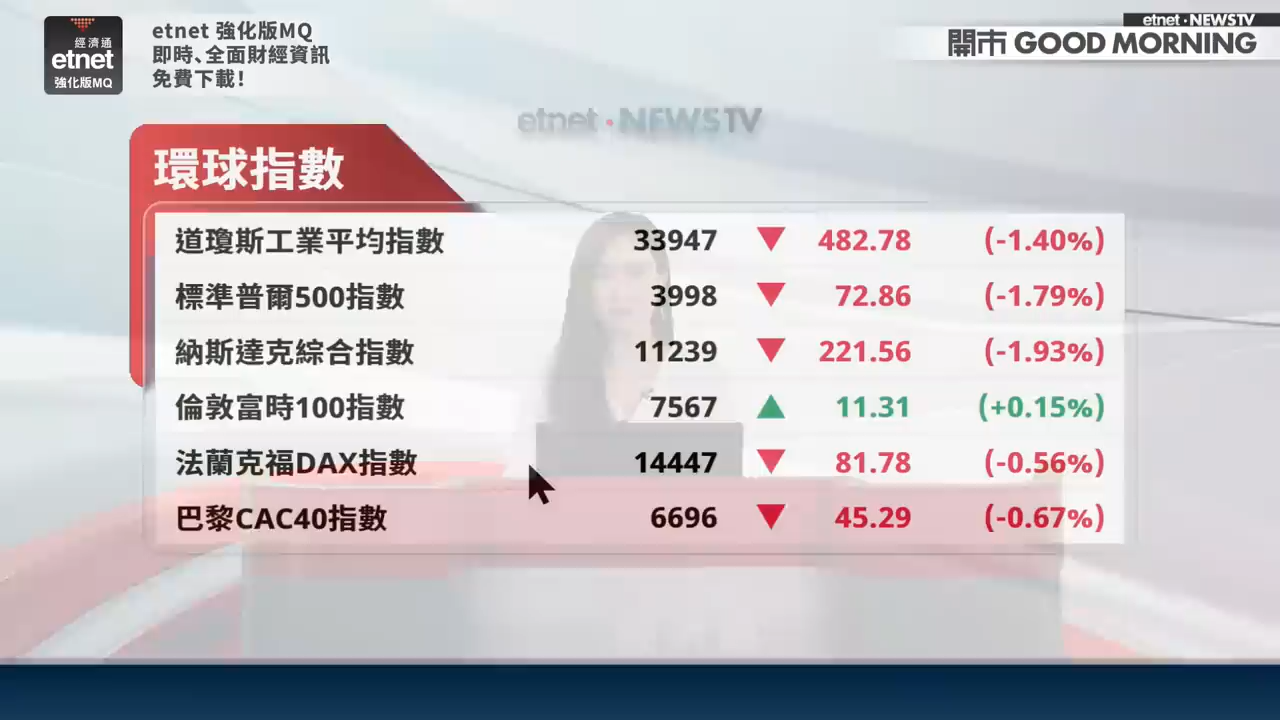 經濟通
etnet
強化版MQ
etnet 強化版MQ
即時、全面財經資訊
免費下載!
etnet·NEWSTV
開市 GOOD MORNING
etnet·NEWSTV
環球指數
道瓊斯工業平均指數 33947 ▼ 482.78 (-1.40%)
標準普爾500指數 3998 ▼ 72.86 (-1.79%)
納斯達克綜合指數 11239 ▼ 221.56 (-1.93%)
倫敦富時100指數 7567 ▲ 11.31 (+0.15%)
法蘭克福DAX指數 14447 ▼ 81.78 (-0.56%)
巴黎CAC40指數 6696 ▼ 45.29 (-0.67%)